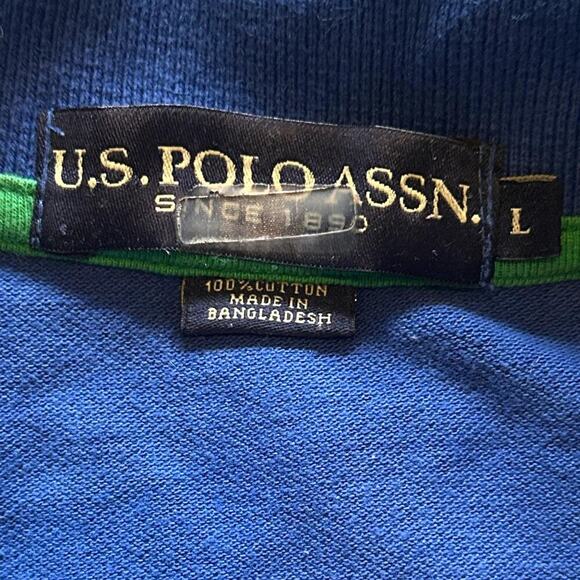 U.S. POLO ASSN.
SINCE 1890
L
100% COTTON
MADE IN
BANGLADESH